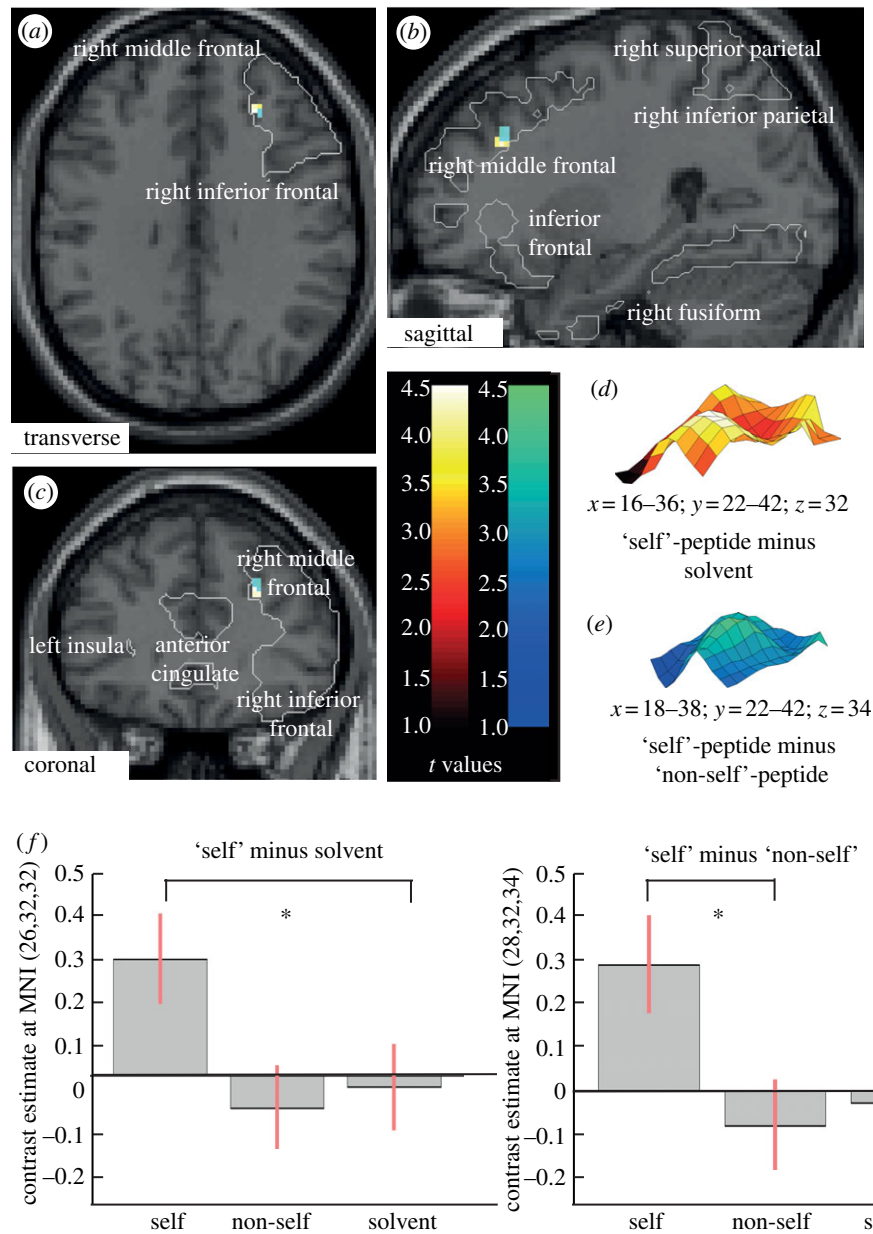 (a)
right middle frontal
right inferior frontal
transverse
(b)
right superior parietal
right inferior parietal
right middle frontal
inferior
frontal
right fusiform
sagittal
(c)
right middle
frontal
left insula
anterior
cingulate
right inferior
frontal
coronal
4.5 4.5
4.0 4.0
3.5 3.5
3.0 3.0
2.5 2.5
2.0 2.0
1.5 1.5
1.0 1.0
t values
(d)
x = 16–36; y = 22–42; z = 32
‘self’-peptide minus
solvent
(e)
x = 18–38; y = 22–42; z = 34
‘self’-peptide minus
‘non-self’-peptide
(f)
‘self’ minus solvent
*
contrast estimate at MNI (26,32,32)
0.5
0.4
0.3
0.2
0.1
0
–0.1
–0.2
self non-self solvent
‘self’ minus ‘non-self’
*
contrast estimate at MNI (28,32,34)
0.5
0.4
0.3
0.2
0.1
0
–0.1
–0.2
self non-self s